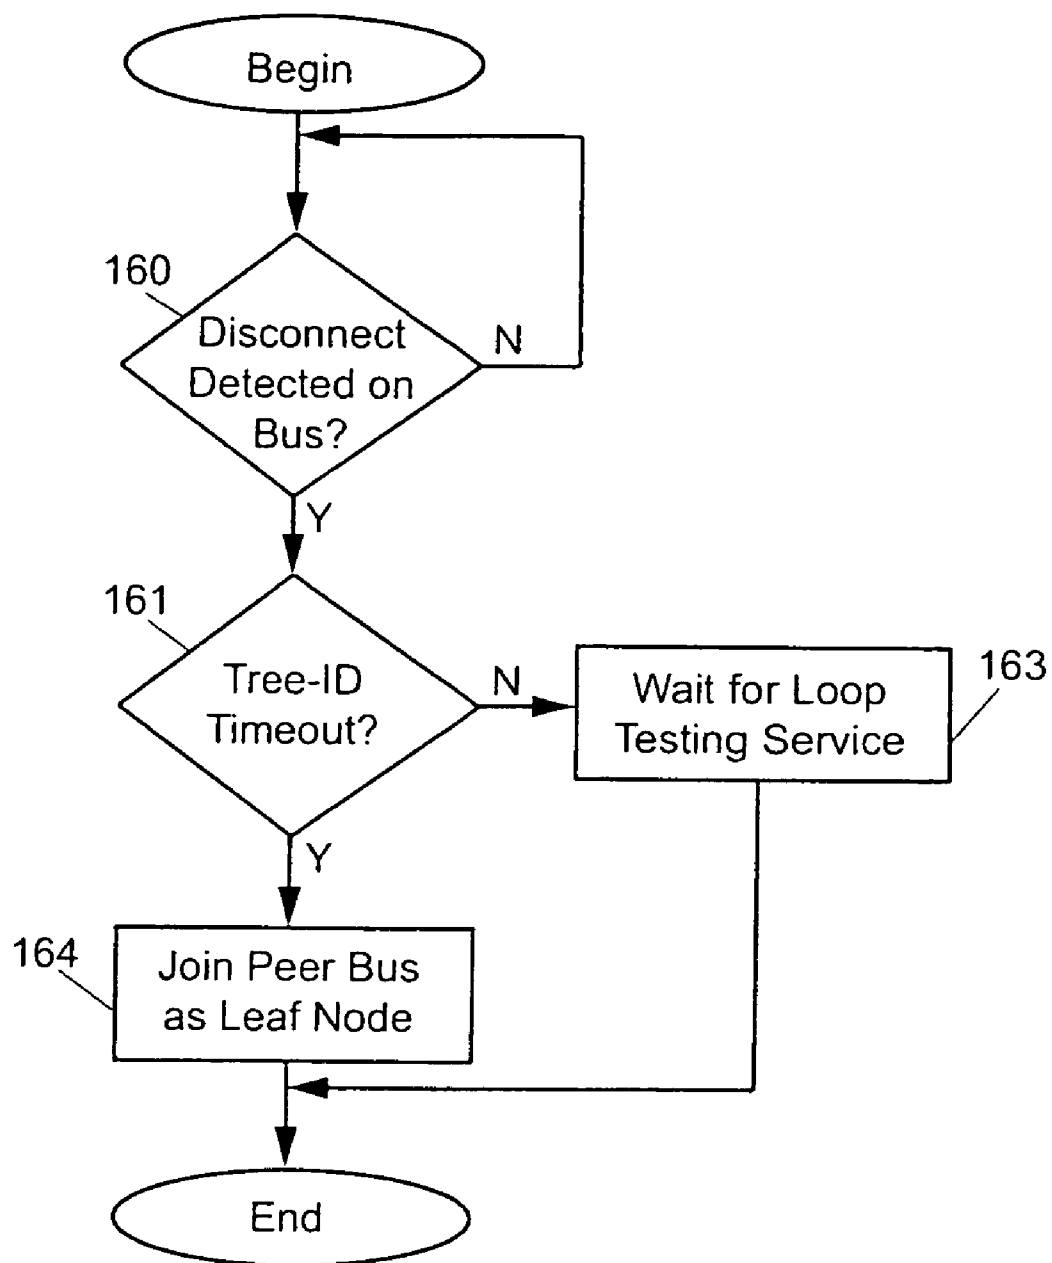 Begin
160
Disconnect
Detected on
Bus?
N
Y
161
Tree-ID
Timeout?
N
Wait for Loop
Testing Service
163
Y
164
Join Peer Bus
as Leaf Node
End